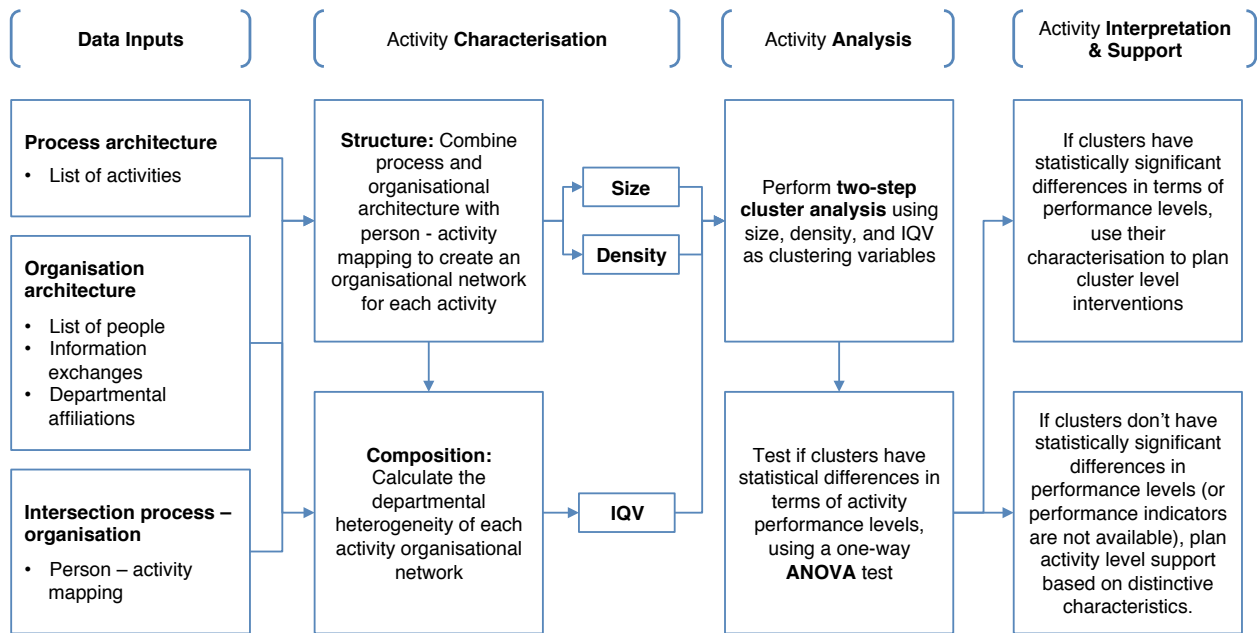 Data Inputs
Activity Characterisation
Activity Analysis
Activity Interpretation
& Support
Process architecture
• List of activities
Organisation
architecture
• List of people
• Information
exchanges
• Departmental
affiliations
Intersection process –
organisation
• Person – activity
mapping
Structure: Combine
process and
organisational
architecture with
person - activity
mapping to create an
organisational network
for each activity
Composition:
Calculate the
departmental
heterogeneity of each
activity organisational
network
Size
Density
IQV
Perform two-step
cluster analysis using
size, density, and IQV
as clustering variables
Test if clusters have
statistical differences in
terms of activity
performance levels,
using a one-way
ANOVA test
If clusters have
statistically significant
differences in terms of
performance levels,
use their
characterisation to plan
cluster level
interventions
If clusters don’t have
statistically significant
differences in
performance levels (or
performance indicators
are not available), plan
activity level support
based on distinctive
characteristics.